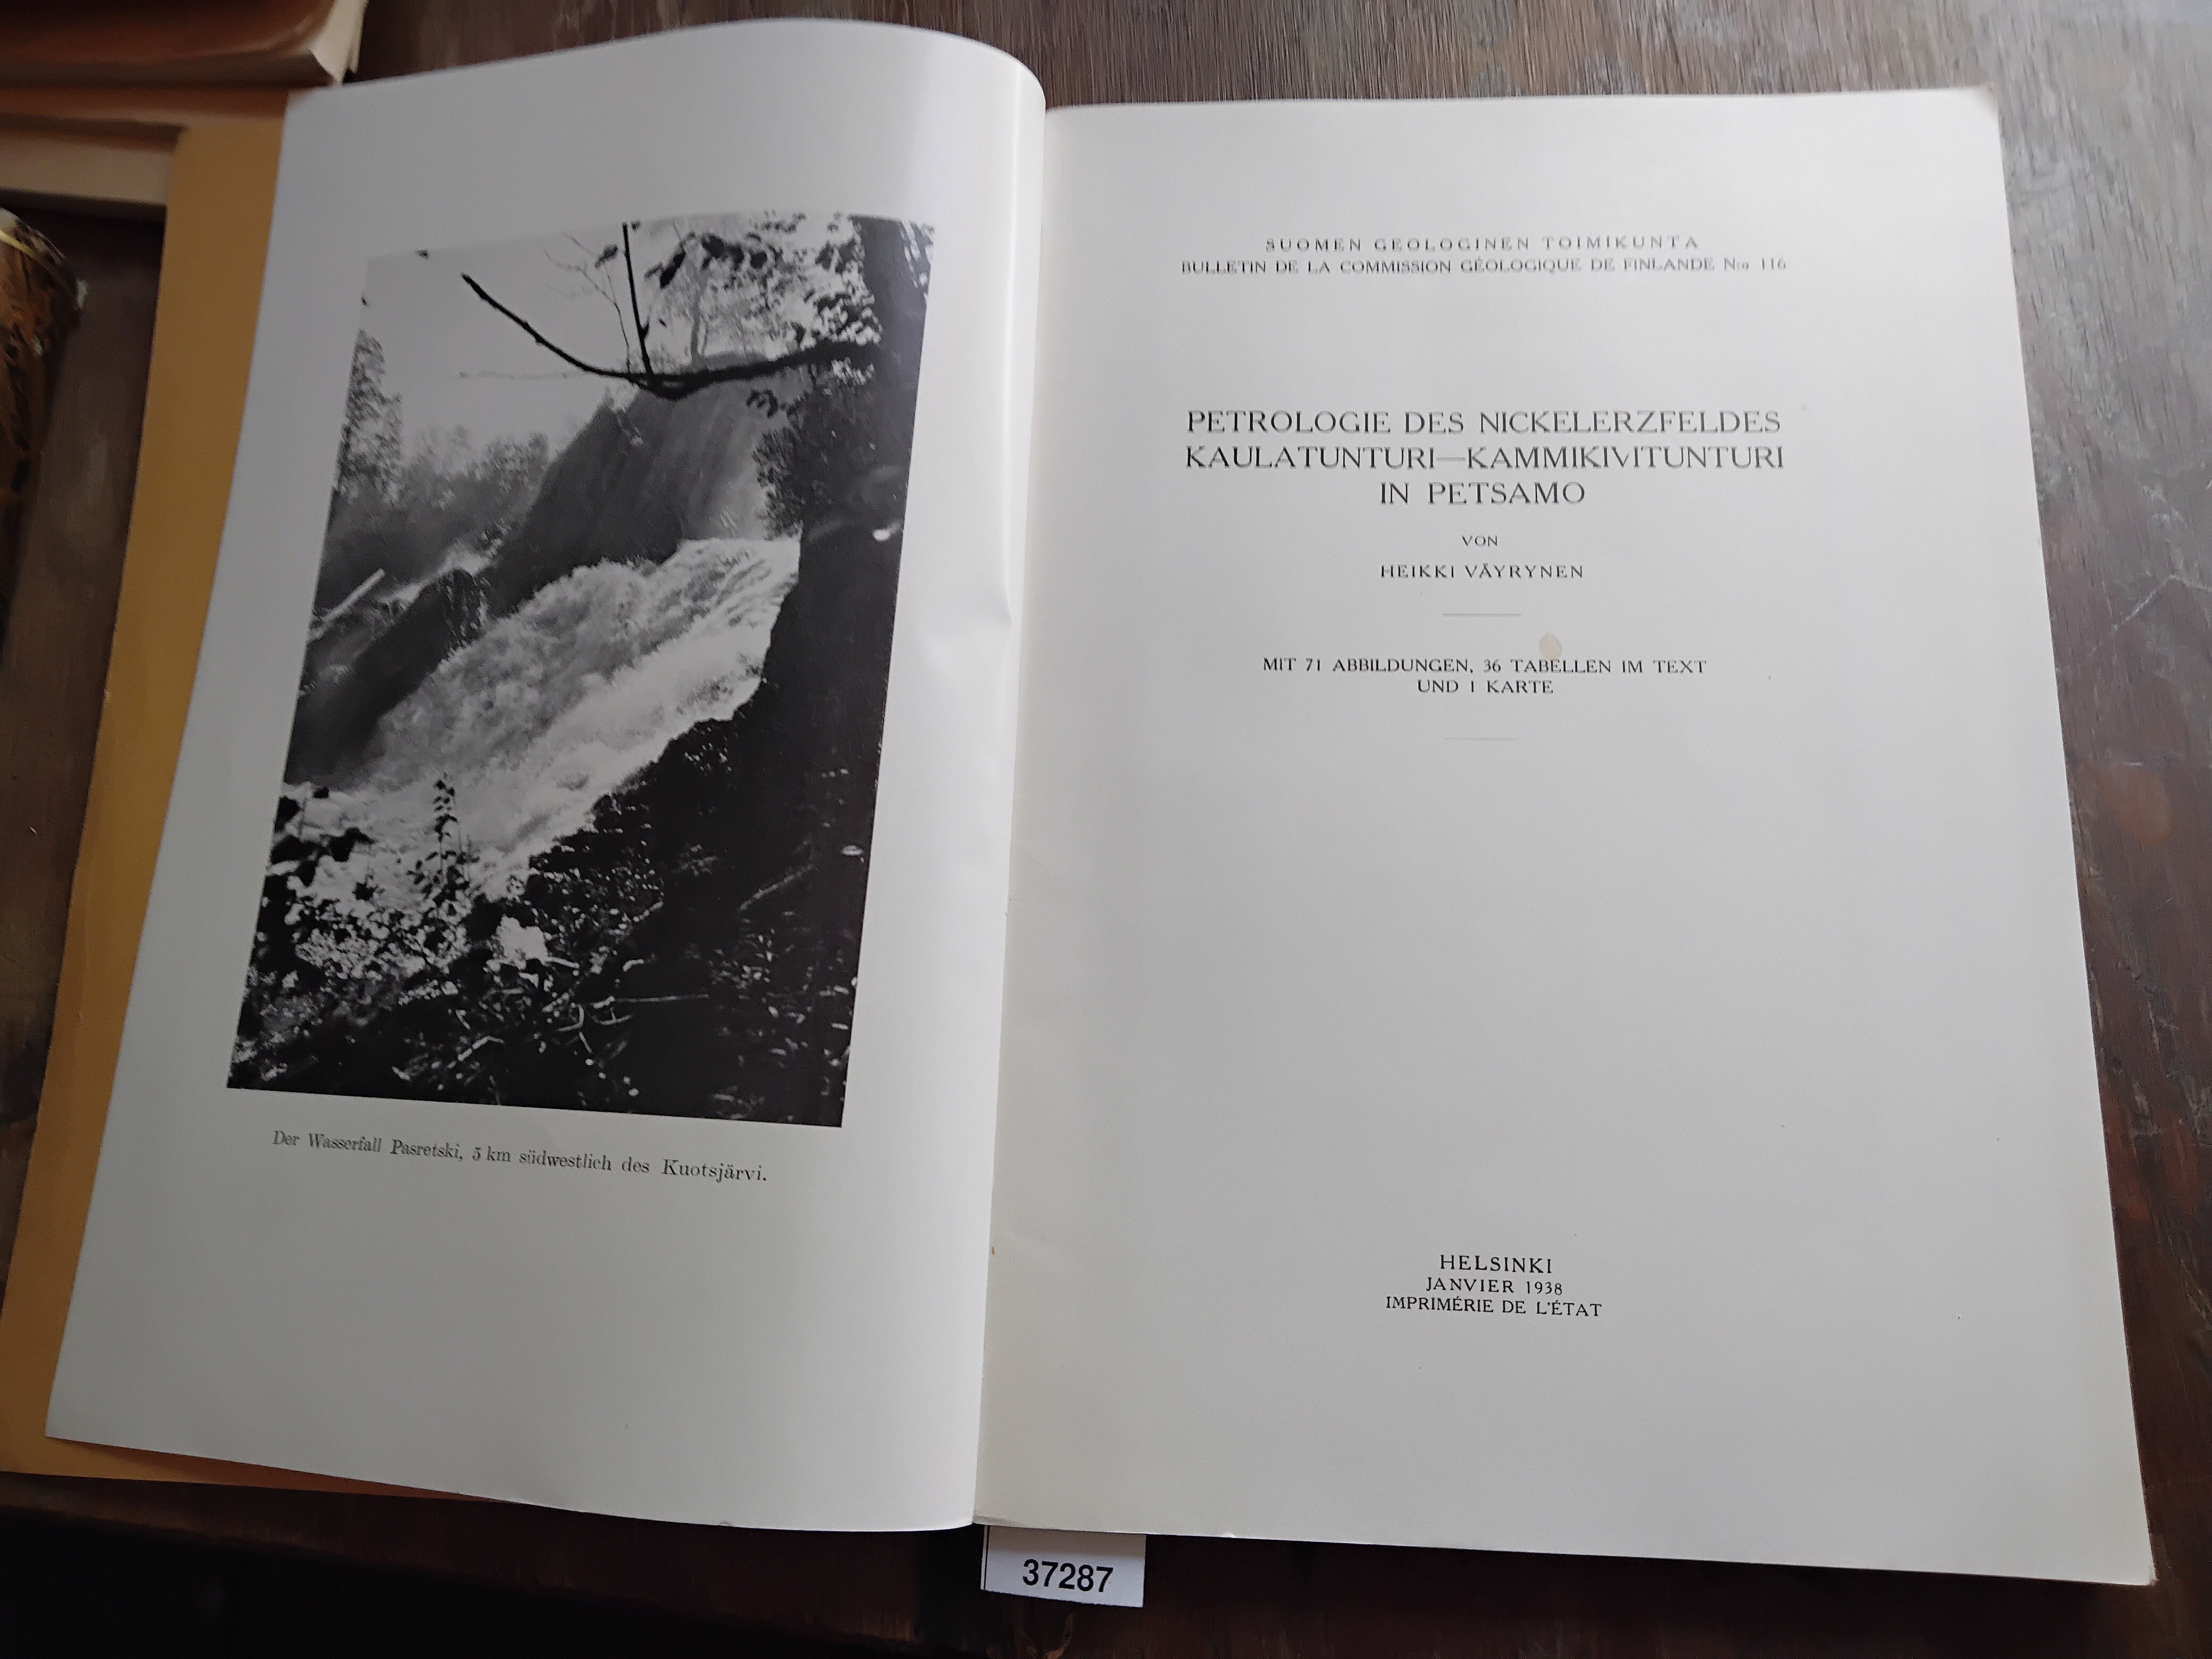 Der Wasserfall Pasretski, 5 km südwestlich des Kuotsjärvi.
SUOMEN GEOLOGINEN TOIMIKUNTA
BULLETIN DE LA COMMISSION GÉOLOGIQUE DE FINLANDE N:o 116
PETROLOGIE DES NICKELERZFELDES
KAULATUNTURI—KAMMIKIVITUNTURI
IN PETSAMO
VON
HEIKKI VÄYRYNEN
MIT 71 ABBILDUNGEN, 36 TABELLEN IM TEXT
UND 1 KARTE
HELSINKI
JANVIER 1938
IMPRIMÉRIE DE L'ÉTAT
37287